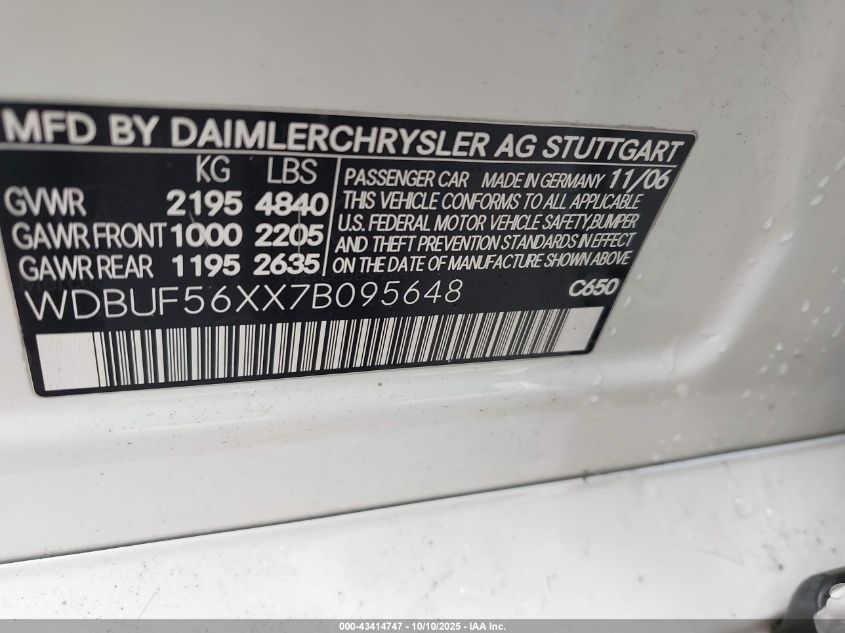 MFD BY DAIMLERCHRYSLER AG STUTTGART
KG LBS
GVWR 2195 4840
GAWR FRONT 1000 2205
GAWR REAR 1195 2635
PASSENGER CAR MADE IN GERMANY 11/06
THIS VEHICLE CONFORMS TO ALL APPLICABLE
U.S. FEDERAL MOTOR VEHICLE SAFETY, BUMPER
AND THEFT PREVENTION STANDARDS IN EFFECT
ON THE DATE OF MANUFACTURE SHOWN ABOVE
WDBUF56XX7B095648 C650
000-43414747 - 10/10/2025 - IAA Inc.